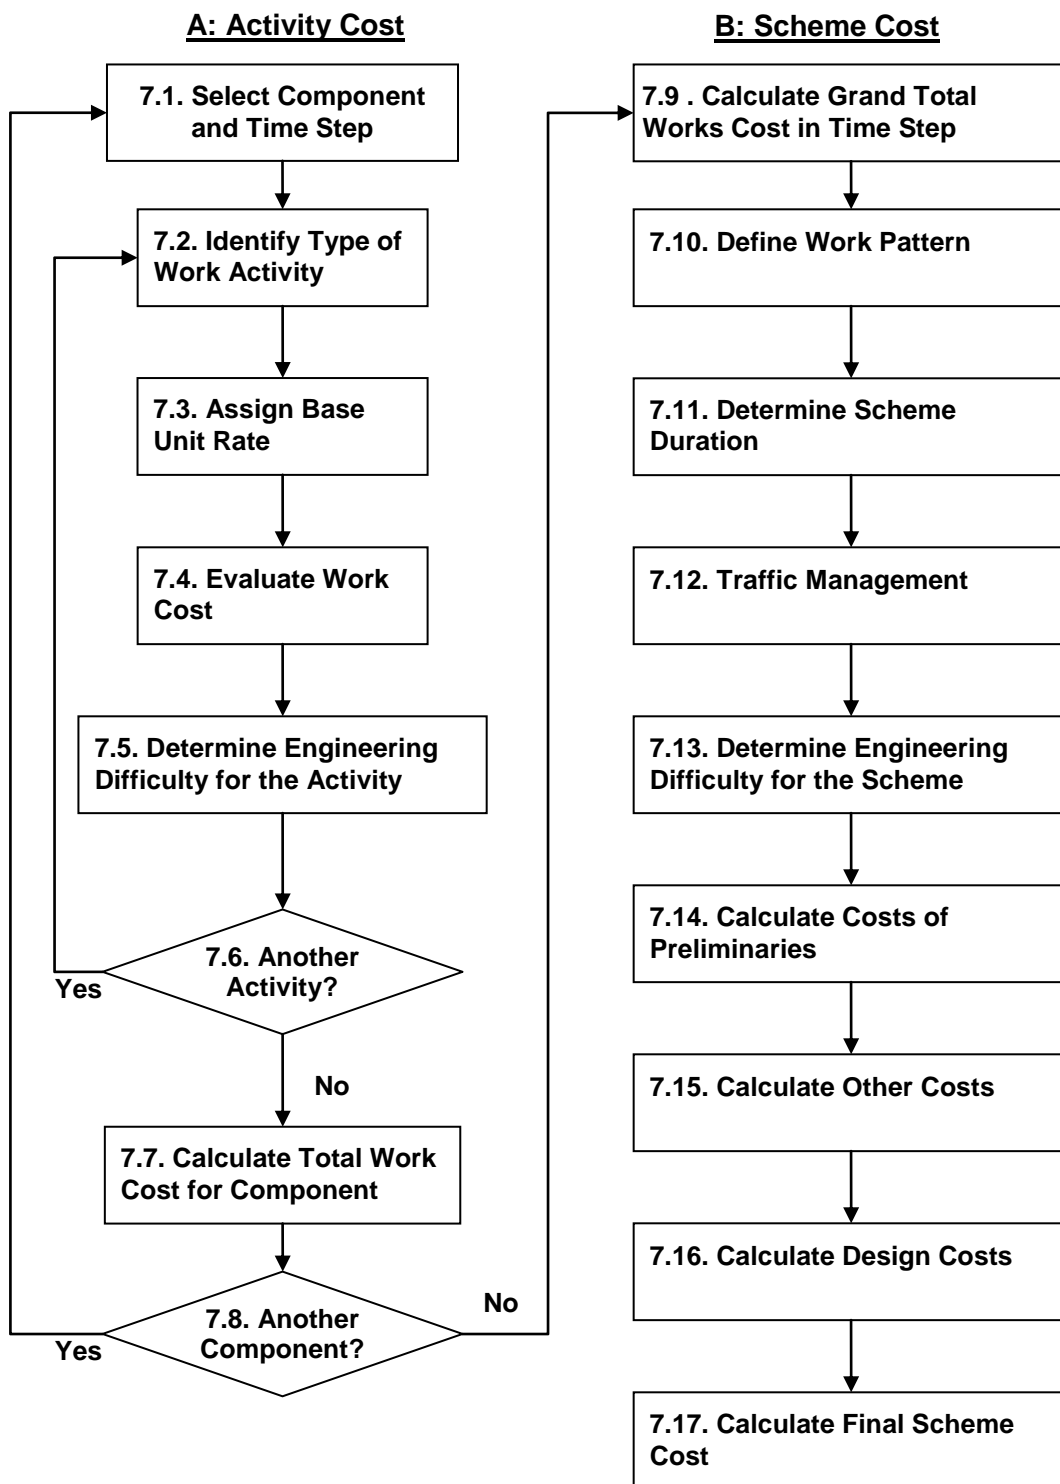 A: Activity Cost
7.1. Select Component
and Time Step
7.2. Identify Type of
Work Activity
7.3. Assign Base
Unit Rate
7.4. Evaluate Work
Cost
7.5. Determine Engineering
Difficulty for the Activity
7.6. Another
Activity?
Yes
No
7.7. Calculate Total Work
Cost for Component
7.8. Another
Component?
Yes
No
B: Scheme Cost
7.9 . Calculate Grand Total
Works Cost in Time Step
7.10. Define Work Pattern
7.11. Determine Scheme
Duration
7.12. Traffic Management
7.13. Determine Engineering
Difficulty for the Scheme
7.14. Calculate Costs of
Preliminaries
7.15. Calculate Other Costs
7.16. Calculate Design Costs
7.17. Calculate Final Scheme
Cost